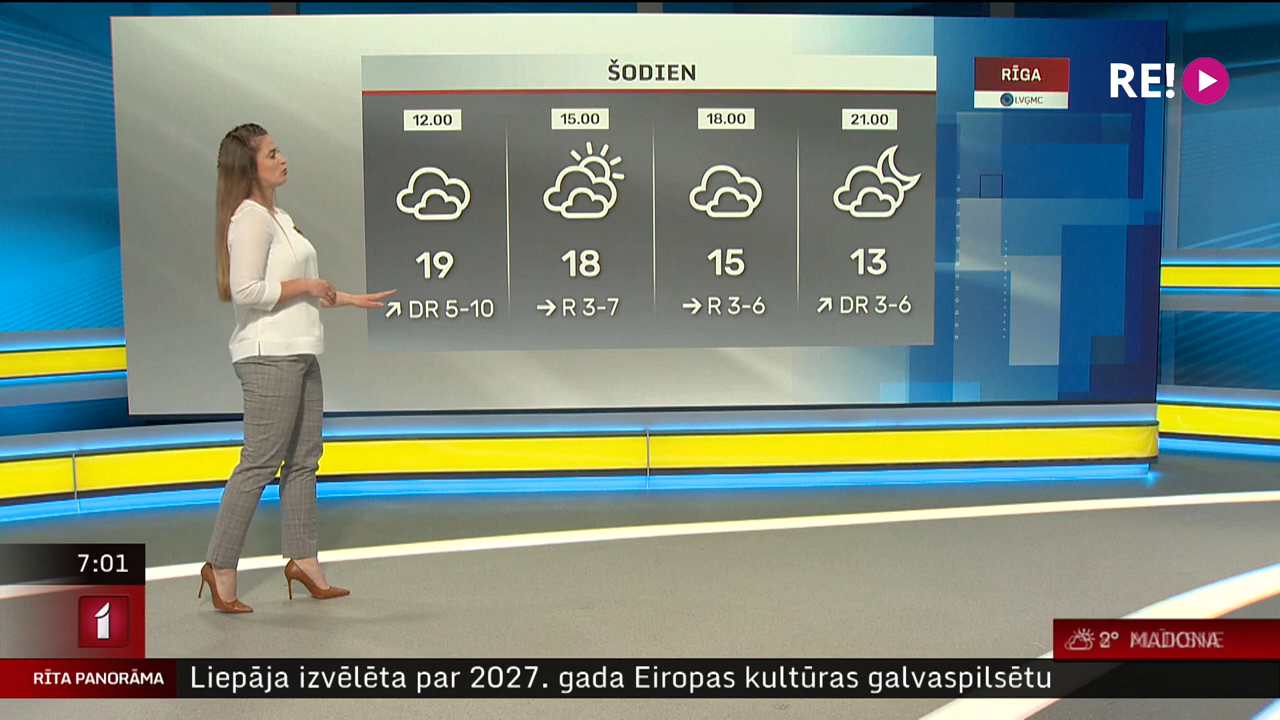 ŠODIEN
RĪGA
LVĢMC
RE!
12.00
15.00
18.00
21.00
19
18
15
13
DR 5-10
R 3-7
R 3-6
DR 3-6
7:01
1
2°
RĪTA PANORĀMA
Liepāja izvēlēta par 2027. gada Eiropas kultūras galvaspilsētu